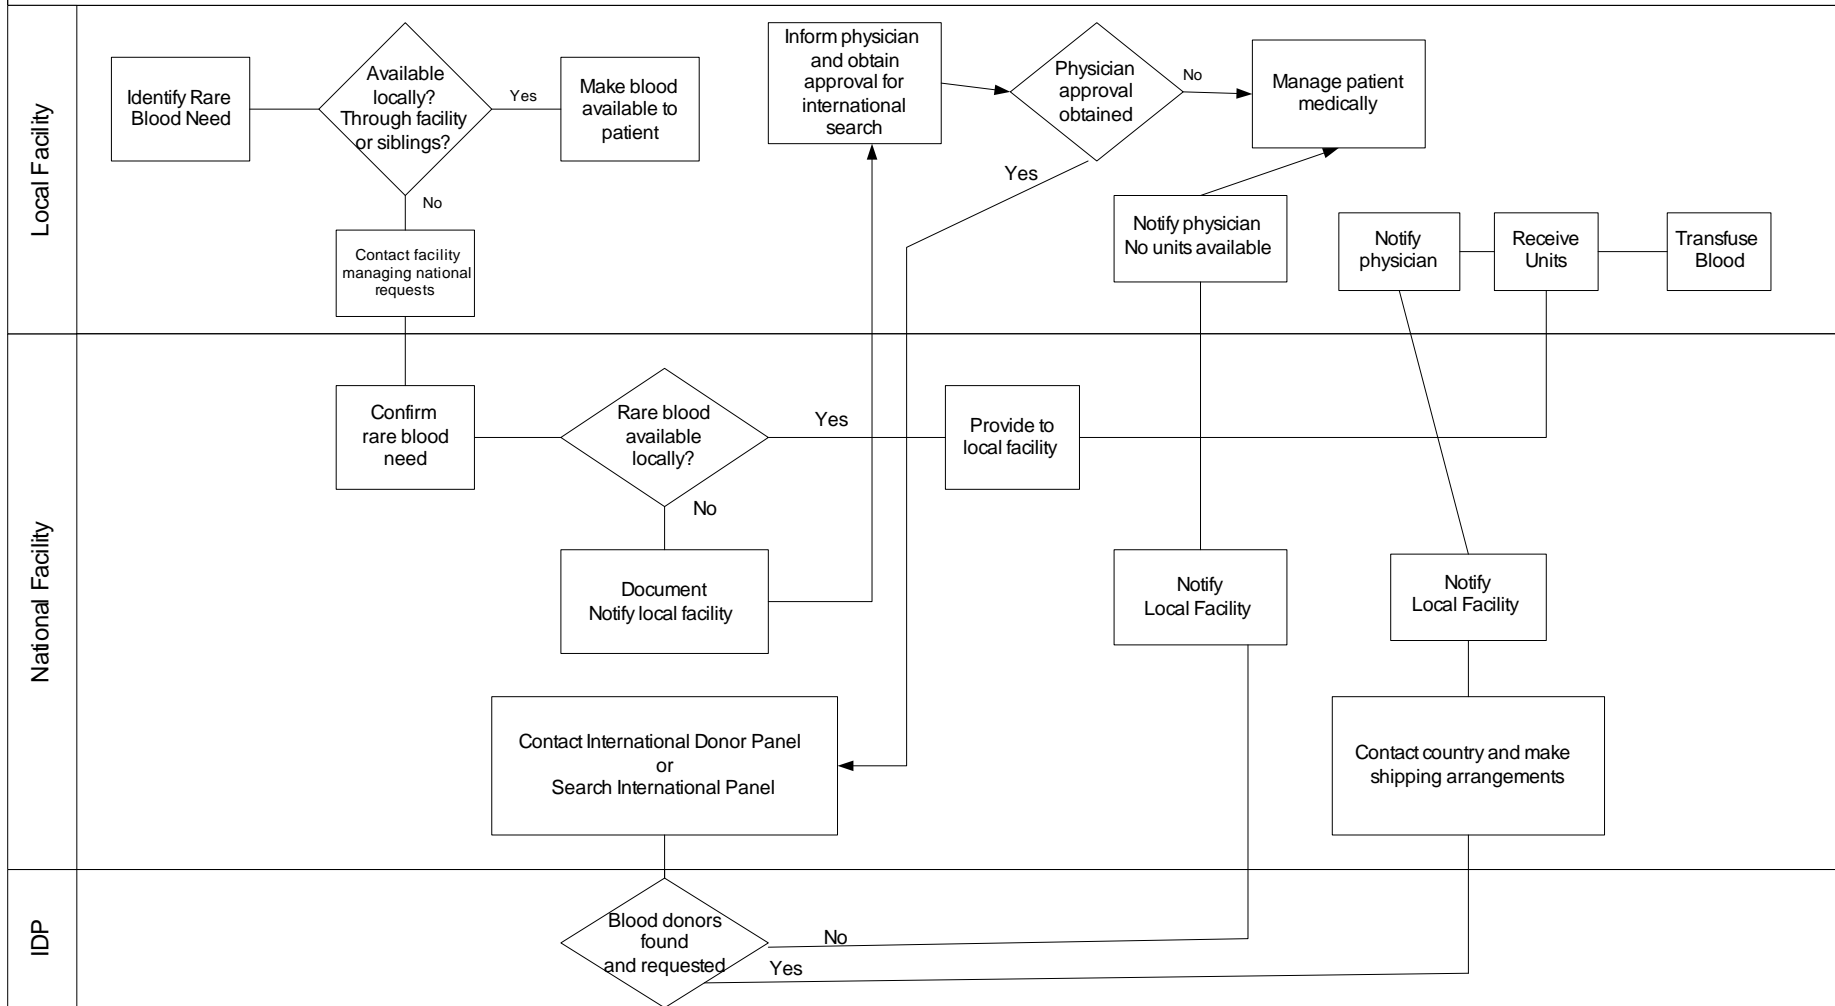 Local Facility
Identify Rare
Blood Need
Available
locally?
Through facility
or siblings?
Yes
Make blood
available to
patient
No
Contact facility
managing national
requests
Inform physician
and obtain
approval for
international
search
Physician
approval
obtained
No
Manage patient
medically
Yes
Notify physician
No units available
Notify
physician
Receive
Units
Transfuse
Blood
National Facility
Confirm
rare blood
need
Rare blood
available
locally?
Yes
Provide to
local facility
No
Document
Notify local facility
Notify
Local Facility
Notify
Local Facility
Contact International Donor Panel
or
Search International Panel
Contact country and make
shipping arrangements
IDP
Blood donors
found
and requested
No
Yes